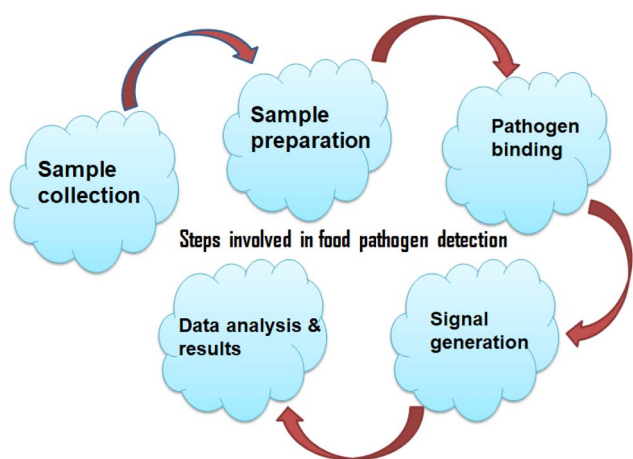 Sample
collection
Sample
preparation
Pathogen
binding
Steps involved in food pathogen detection
Signal
generation
Data analysis &
results